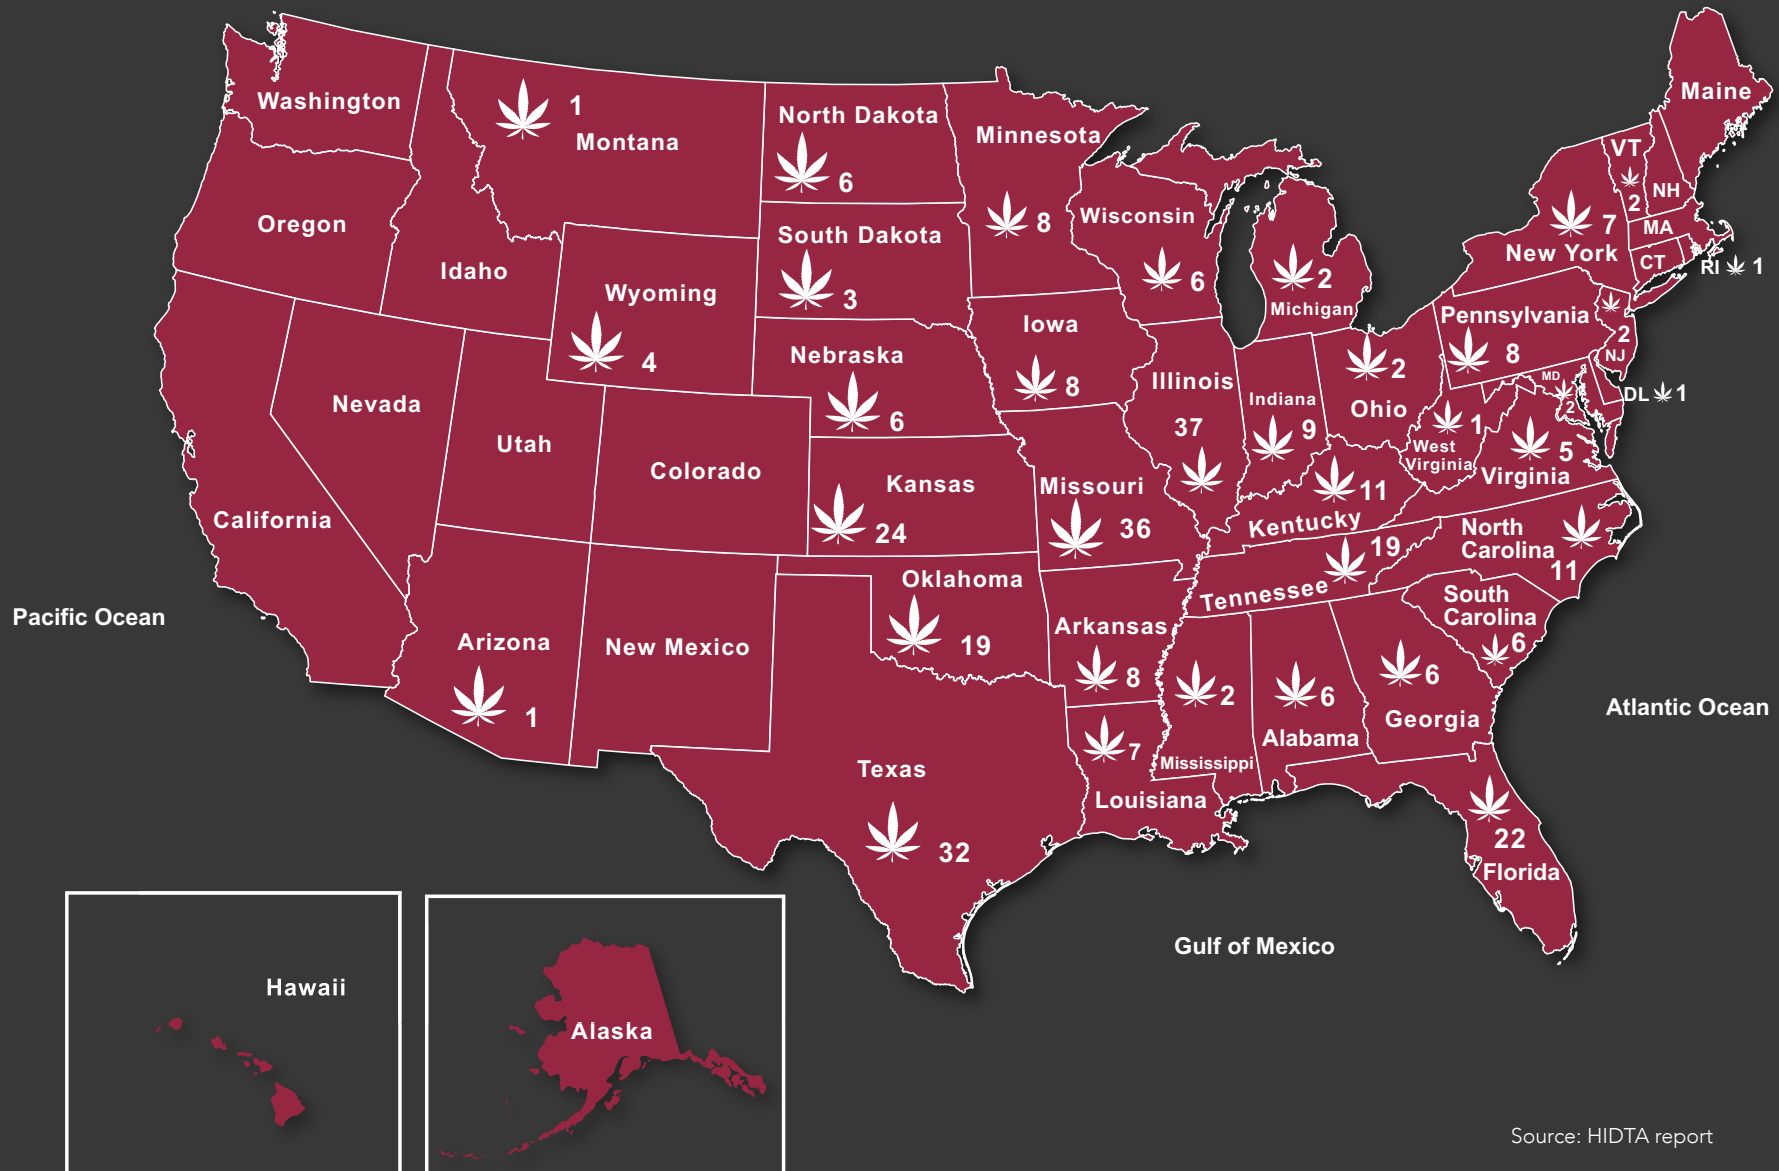 Washington
1
Montana
North Dakota
6
Minnesota
8
Maine
VT
2
NH
MA
7
New York
CT
RI 1
Oregon
Idaho
Wyoming
4
South Dakota
3
Wisconsin
6
2
Michigan
Iowa
8
Nebraska
6
Illinois
37
Indiana
9
2
Ohio
Pennsylvania
8
2
NJ
MD
2
DL 1
1
West
Virginia
5
Virginia
Nevada
Utah
Colorado
California
Kansas
24
Missouri
36
11
Kentucky
19
Tennessee
North
Carolina
11
South
Carolina
6
Pacific Ocean
Arizona
1
New Mexico
Oklahoma
19
Arkansas
8
2
Mississippi
6
Alabama
6
Georgia
Atlantic Ocean
7
Louisiana
Texas
32
22
Florida
Gulf of Mexico
Hawaii
Alaska
Source: HIDTA report